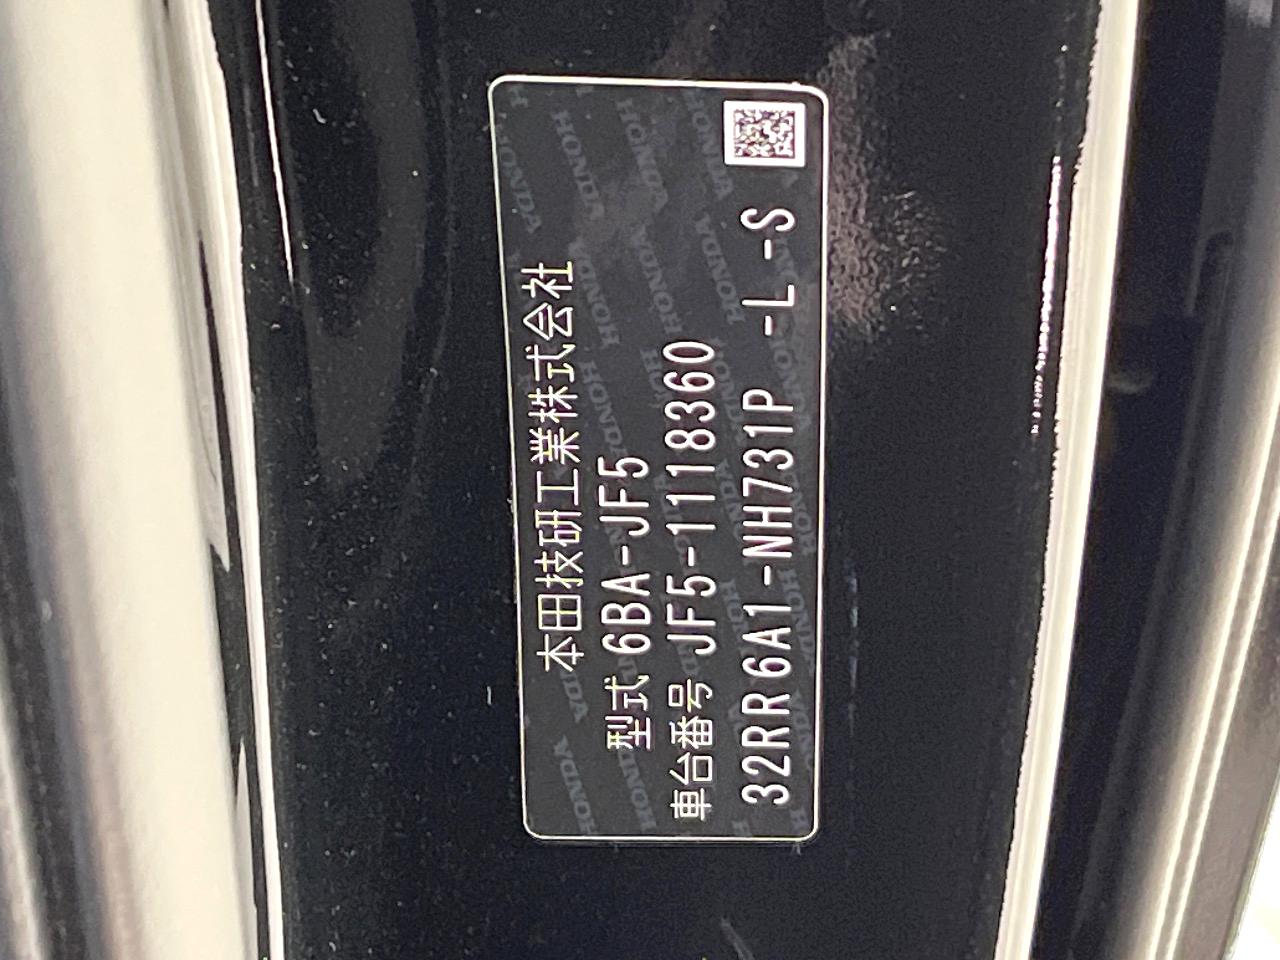 本田技研工業株式会社
型式 6BA-JF5
車台番号 JF5-1118360
32RR6A1-NH731P -L-S